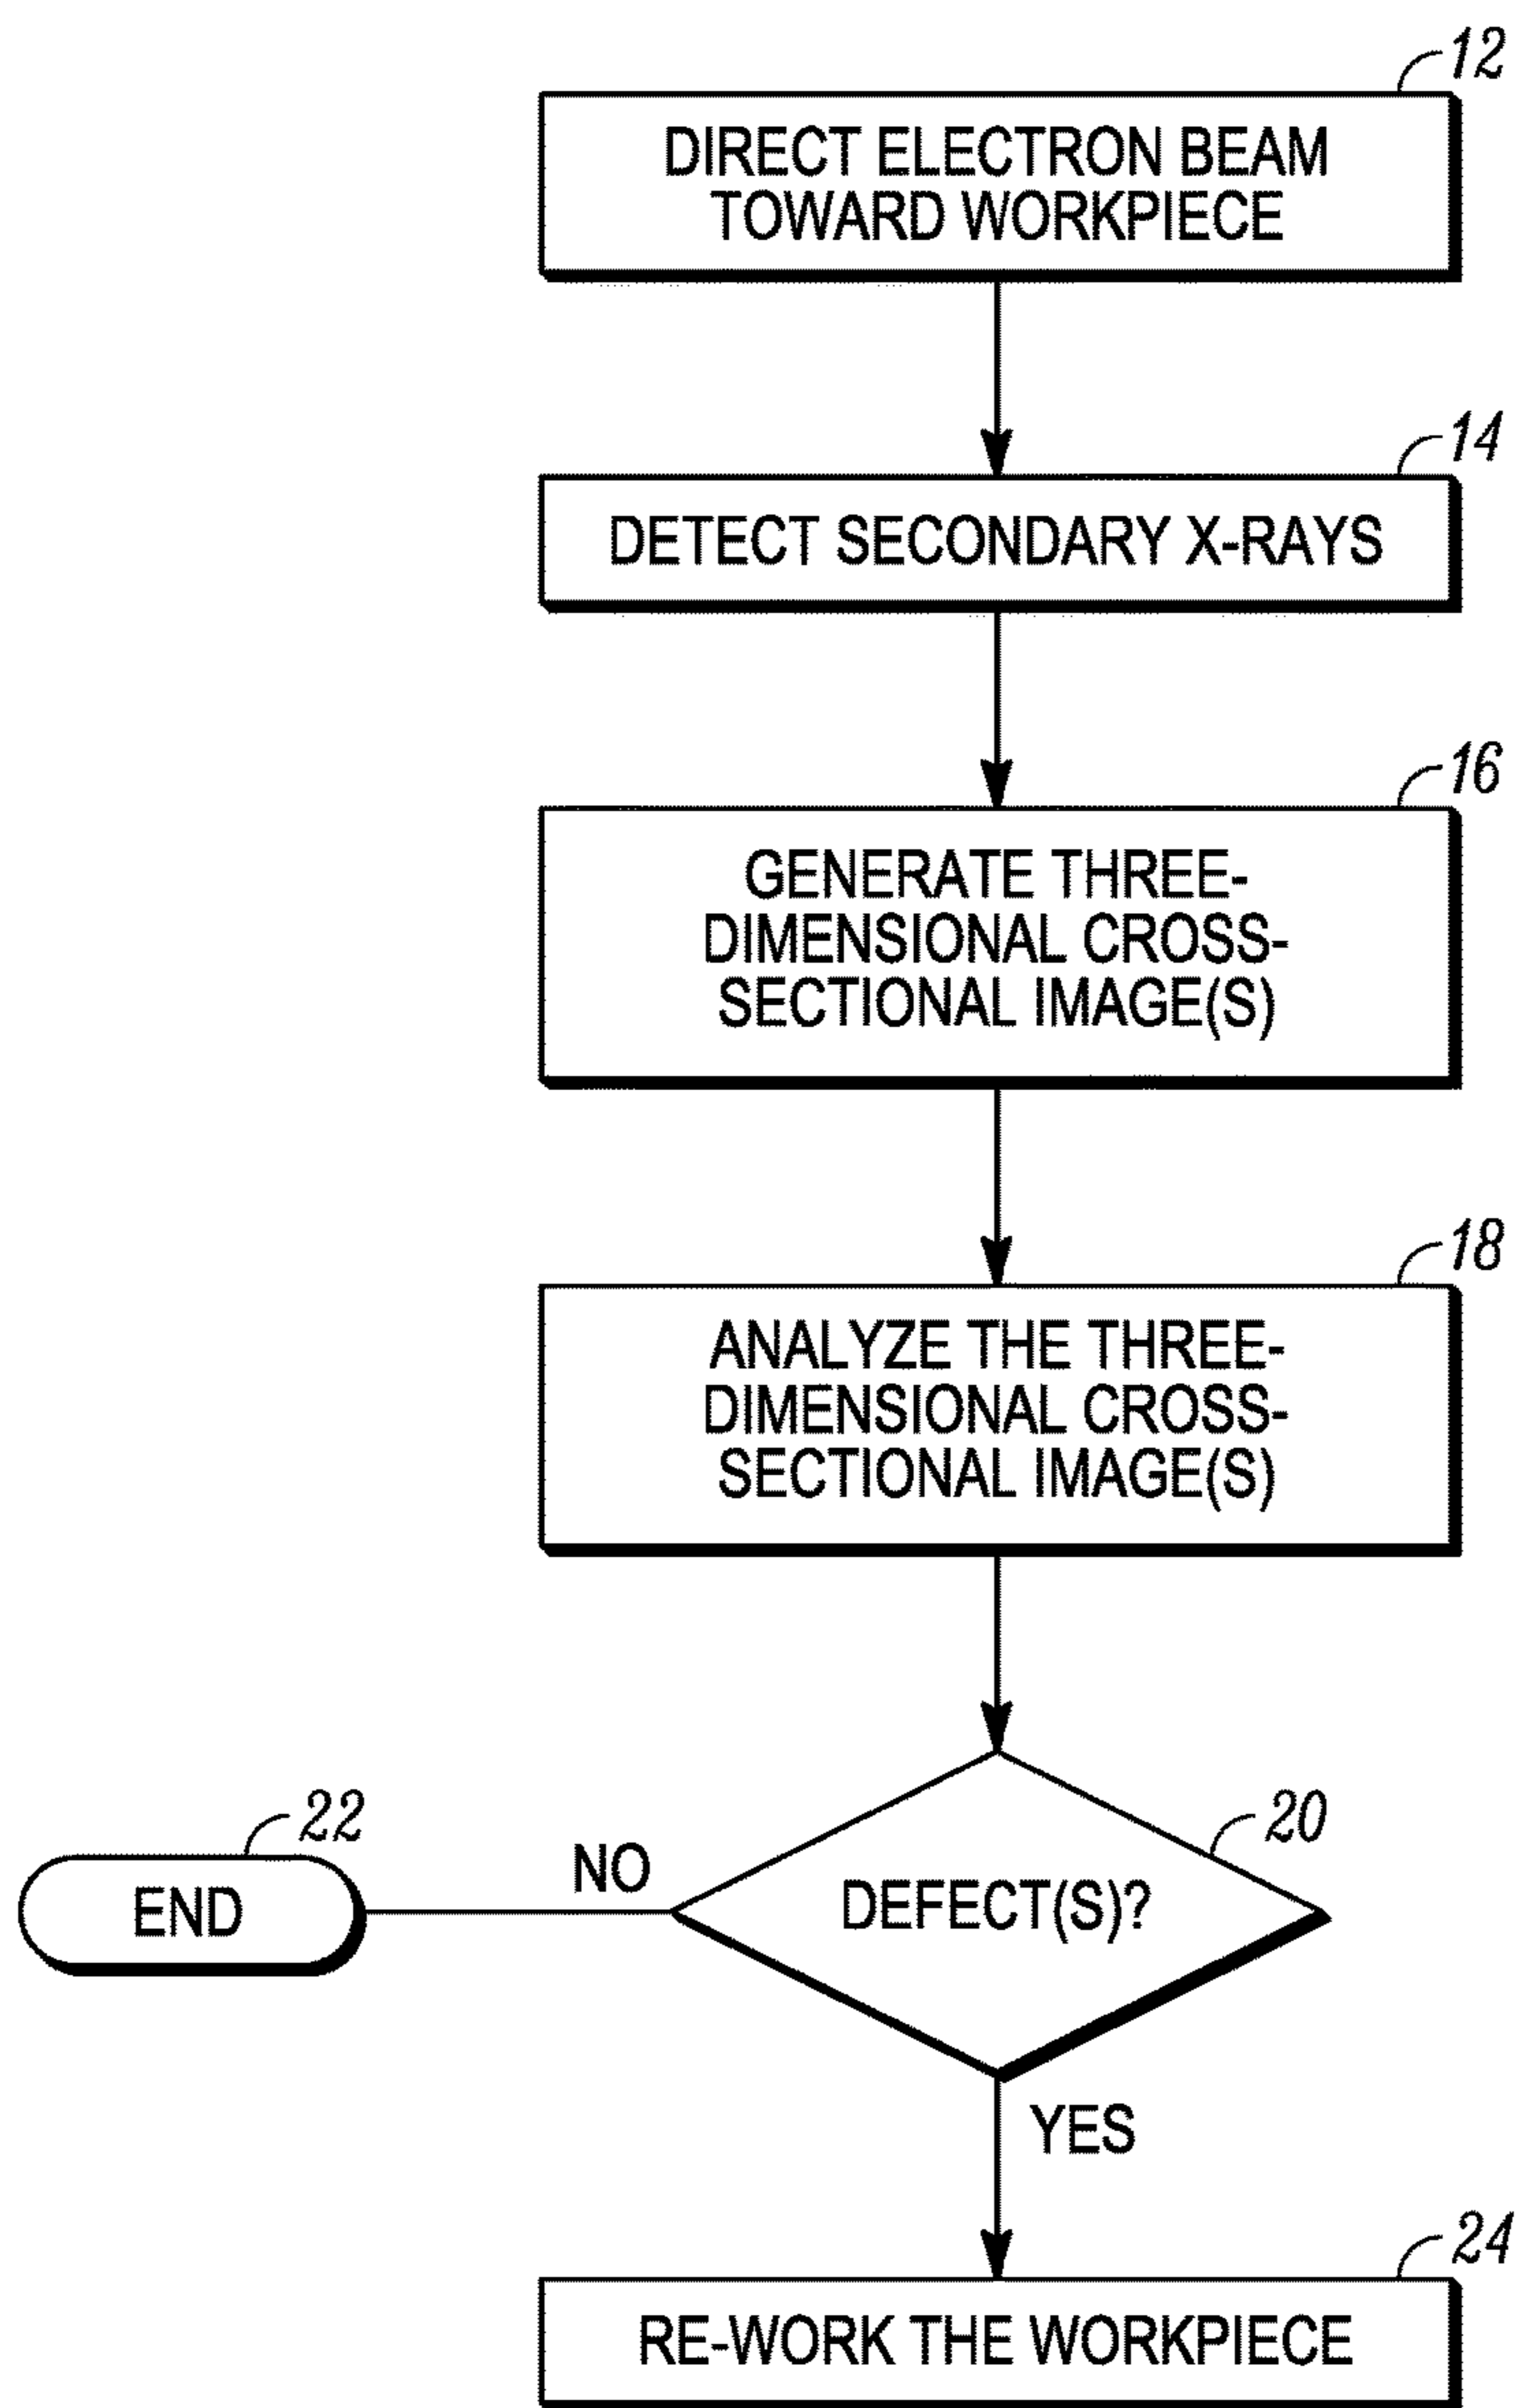 12
DIRECT ELECTRON BEAM
TOWARD WORKPIECE
14
DETECT SECONDARY X-RAYS
16
GENERATE THREE-
DIMENSIONAL CROSS-
SECTIONAL IMAGE(S)
18
ANALYZE THE THREE-
DIMENSIONAL CROSS-
SECTIONAL IMAGE(S)
22
20
NO
END
DEFECT(S)?
YES
24
RE-WORK THE WORKPIECE